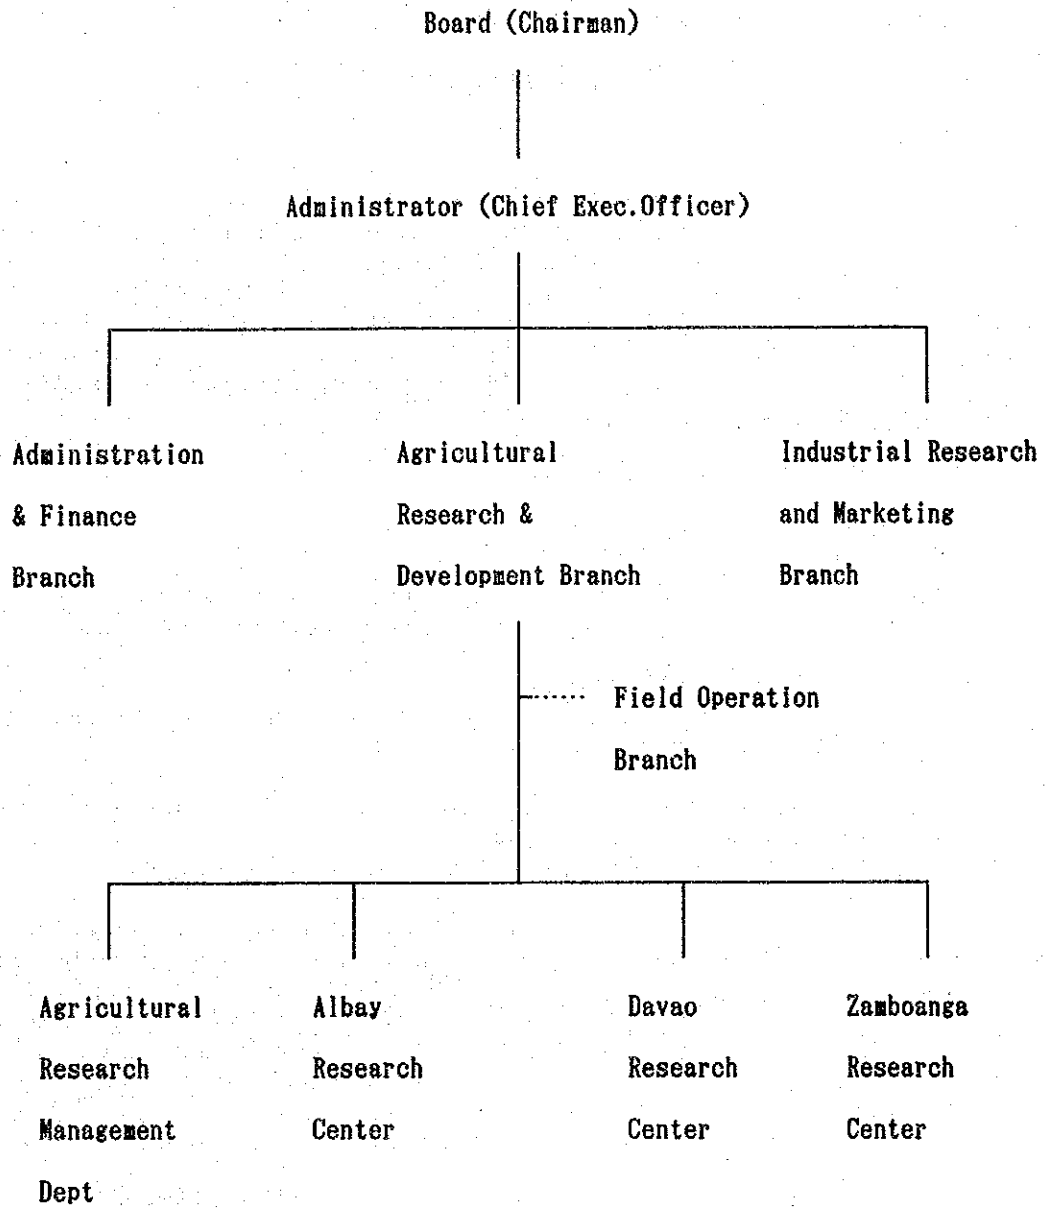 Board (Chairman)
Administrator (Chief Exec.Officer)
Administration
& Finance
Branch
Agricultural
Research &
Development Branch
Industrial Research
and Marketing
Branch
Field Operation
Branch
Agricultural
Research
Management
Dept
Albay
Research
Center
Davao
Research
Center
Zamboanga
Research
Center